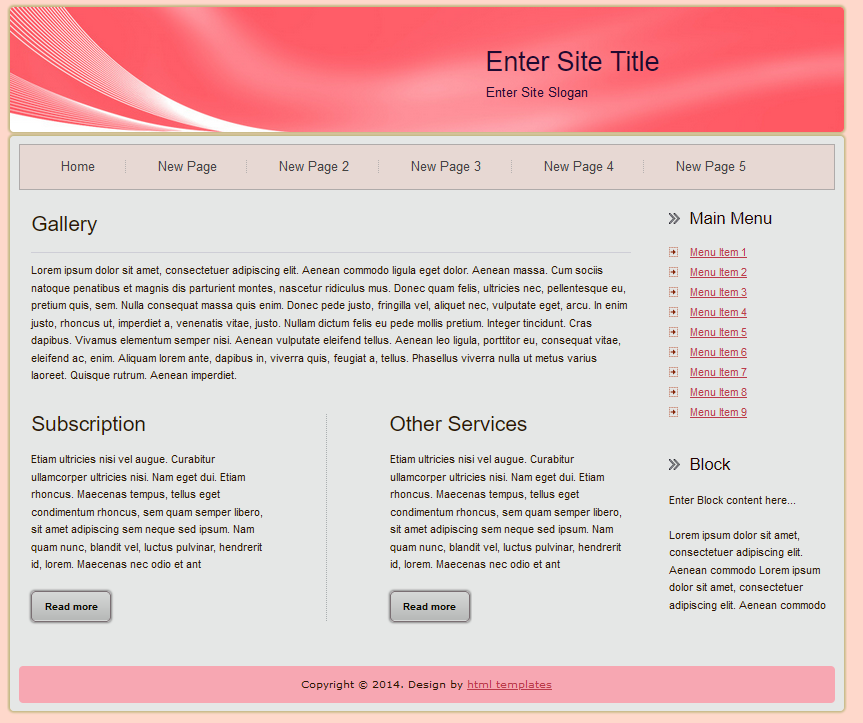 Enter Site Title
Enter Site Slogan
Home New Page New Page 2 New Page 3 New Page 4 New Page 5
Gallery
Lorem ipsum dolor sit amet, consectetuer adipiscing elit. Aenean commodo ligula eget dolor. Aenean massa. Cum sociis
natoque penatibus et magnis dis parturient montes, nascetur ridiculus mus. Donec quam felis, ultricies nec, pellentesque eu,
pretium quis, sem. Nulla consequat massa quis enim. Donec pede justo, fringilla vel, aliquet nec, vulputate eget, arcu. In enim
justo, rhoncus ut, imperdiet a, venenatis vitae, justo. Nullam dictum felis eu pede mollis pretium. Integer tincidunt. Cras
dapibus. Vivamus elementum semper nisi. Aenean vulputate eleifend tellus. Aenean leo ligula, porttitor eu, consequat vitae,
eleifend ac, enim. Aliquam lorem ante, dapibus in, viverra quis, feugiat a, tellus. Phasellus viverra nulla ut metus varius
laoreet. Quisque rutrum. Aenean imperdiet.
Subscription
Etiam ultricies nisi vel augue. Curabitur
ullamcorper ultricies nisi. Nam eget dui. Etiam
rhoncus. Maecenas tempus, tellus eget
condimentum rhoncus, sem quam semper libero,
sit amet adipiscing sem neque sed ipsum. Nam
quam nunc, blandit vel, luctus pulvinar, hendrerit
id, lorem. Maecenas nec odio et ant
Read more
Other Services
Etiam ultricies nisi vel augue. Curabitur
ullamcorper ultricies nisi. Nam eget dui. Etiam
rhoncus. Maecenas tempus, tellus eget
condimentum rhoncus, sem quam semper libero,
sit amet adipiscing sem neque sed ipsum. Nam
quam nunc, blandit vel, luctus pulvinar, hendrerit
id, lorem. Maecenas nec odio et ant
Read more
Main Menu
Menu Item 1
Menu Item 2
Menu Item 3
Menu Item 4
Menu Item 5
Menu Item 6
Menu Item 7
Menu Item 8
Menu Item 9
Block
Enter Block content here...
Lorem ipsum dolor sit amet,
consectetuer adipiscing elit.
Aenean commodo Lorem ipsum
dolor sit amet, consectetuer
adipiscing elit. Aenean commodo
Copyright © 2014. Design by html templates